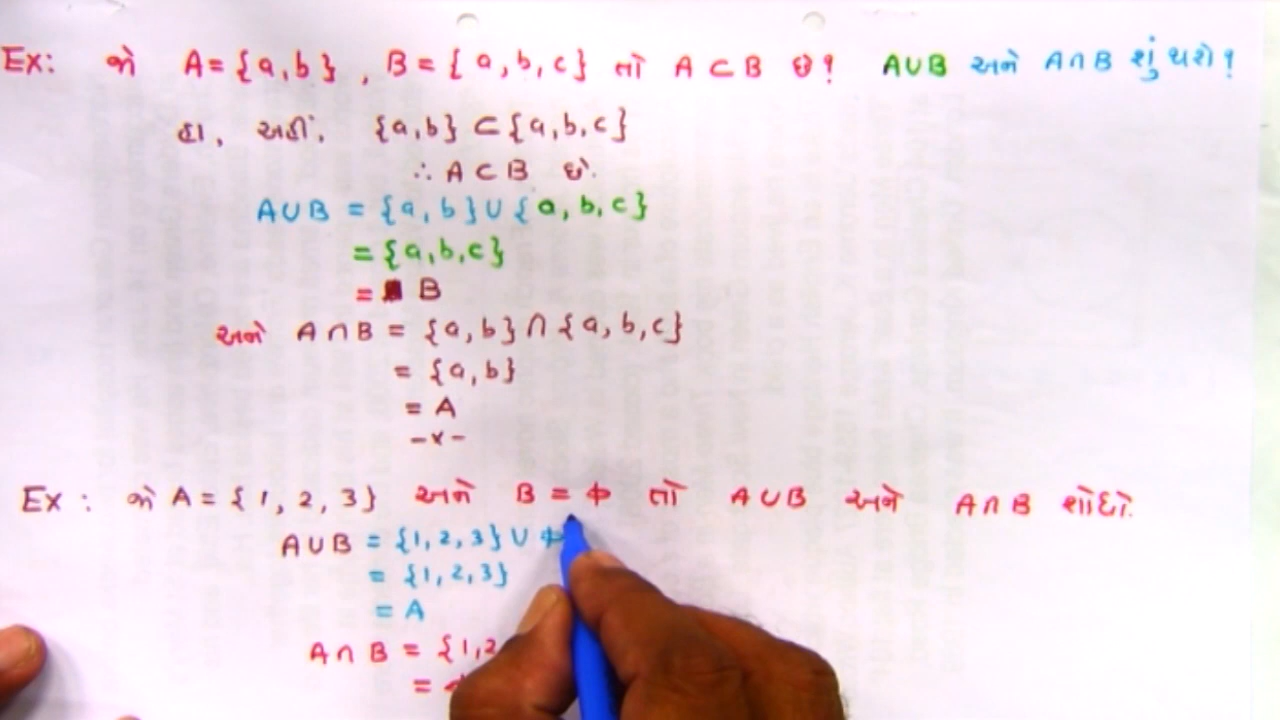 Ex: જો A = {a, b} , B = {a, b, c} તો A ⊂ B છે? A∪B અને A∩B શું થશે?
હા, અહીં, {a, b} ⊂ {a, b, c}
∴ A ⊂ B છે.
A∪B = {a, b} ∪ {a, b, c}
= {a, b, c}
= B
અને A∩B = {a, b} ∩ {a, b, c}
= {a, b}
= A
-x-
Ex: જો A = {1, 2, 3} અને B = ф તો A∪B અને A∩B શોધો.
A∪B = {1, 2, 3} ∪ ф
= {1, 2, 3}
= A
A∩B = {1, 2
=